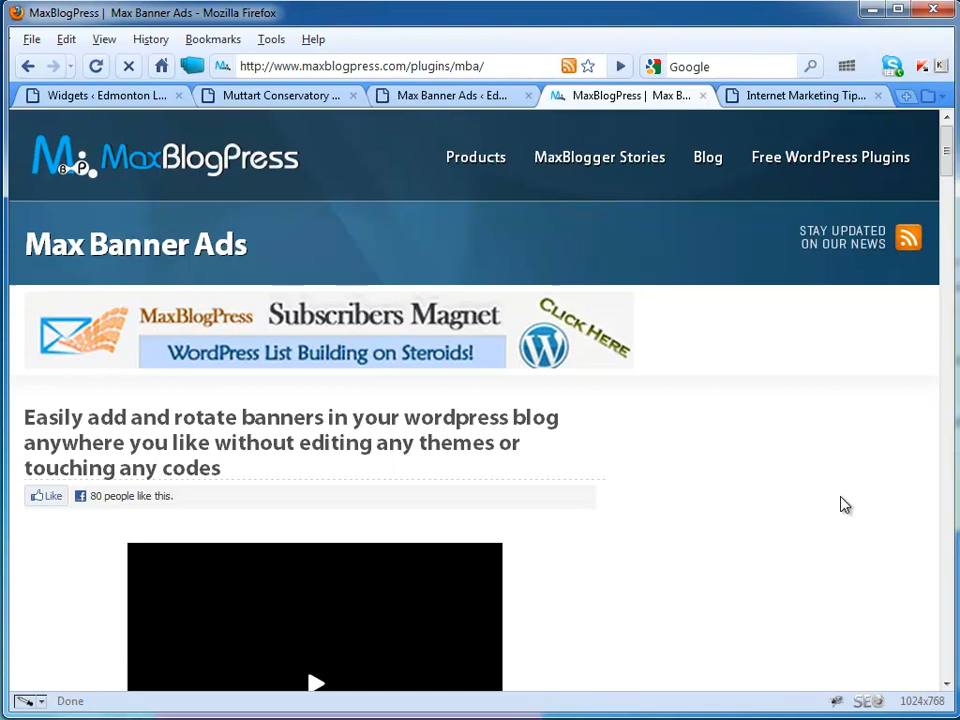 MaxBlogPress | Max Banner Ads - Mozilla Firefox
File Edit View History Bookmarks Tools Help
http://www.maxblogpress.com/plugins/mba/ Google
Widgets ‹ Edmonton L... Muttart Conservatory ... Max Banner Ads ‹ Ed... MaxBlogPress | Max B... Internet Marketing Tip...
M B P MaxBlogPress Products MaxBlogger Stories Blog Free WordPress Plugins
Max Banner Ads
STAY UPDATED
ON OUR NEWS
MaxBlogPress Subscribers Magnet
WordPress List Building on Steroids!
CLICK HERE
Easily add and rotate banners in your wordpress blog
anywhere you like without editing any themes or
touching any codes
Like 80 people like this.
Done SEO 1024x768